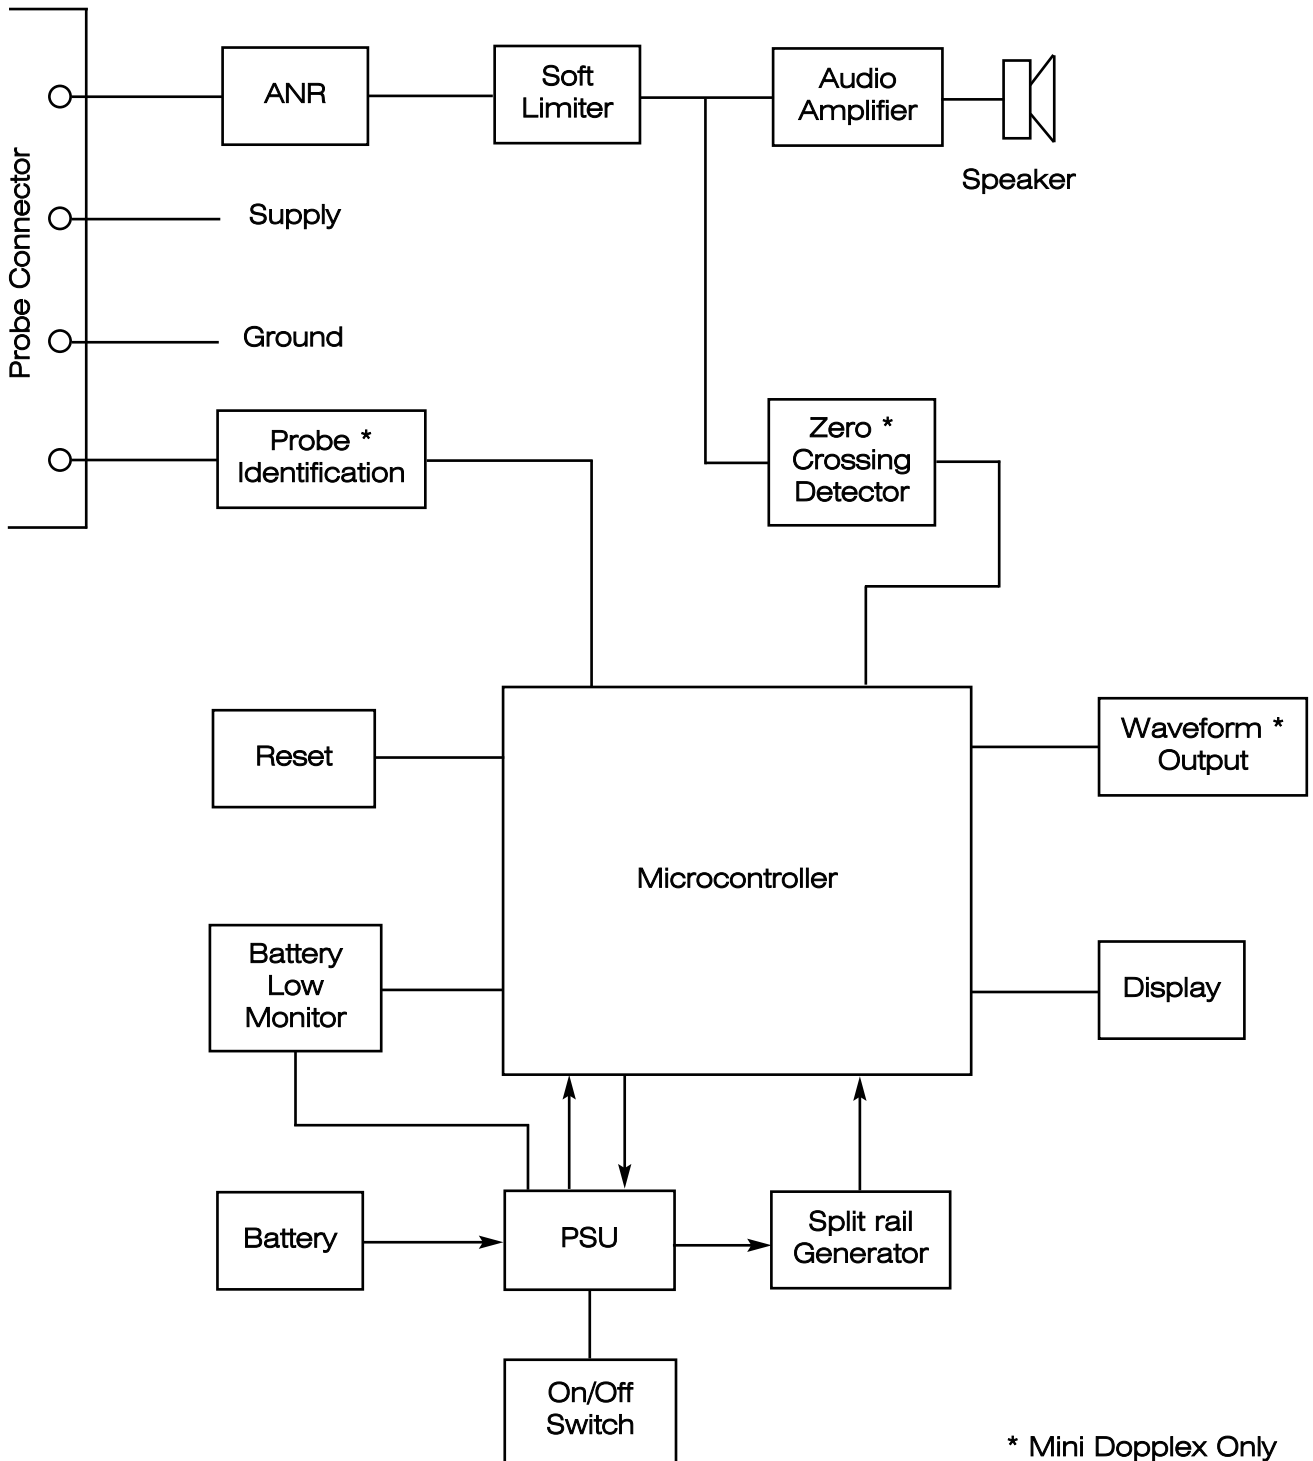 ANR
Soft
Limiter
Audio
Amplifier
Speaker
Probe Connector
Supply
Ground
Probe *
Identification
Zero *
Crossing
Detector
Reset
Waveform *
Output
Microcontroller
Battery
Low
Monitor
Display
Battery
PSU
Split rail
Generator
On/Off
Switch
* Mini Dopplex Only